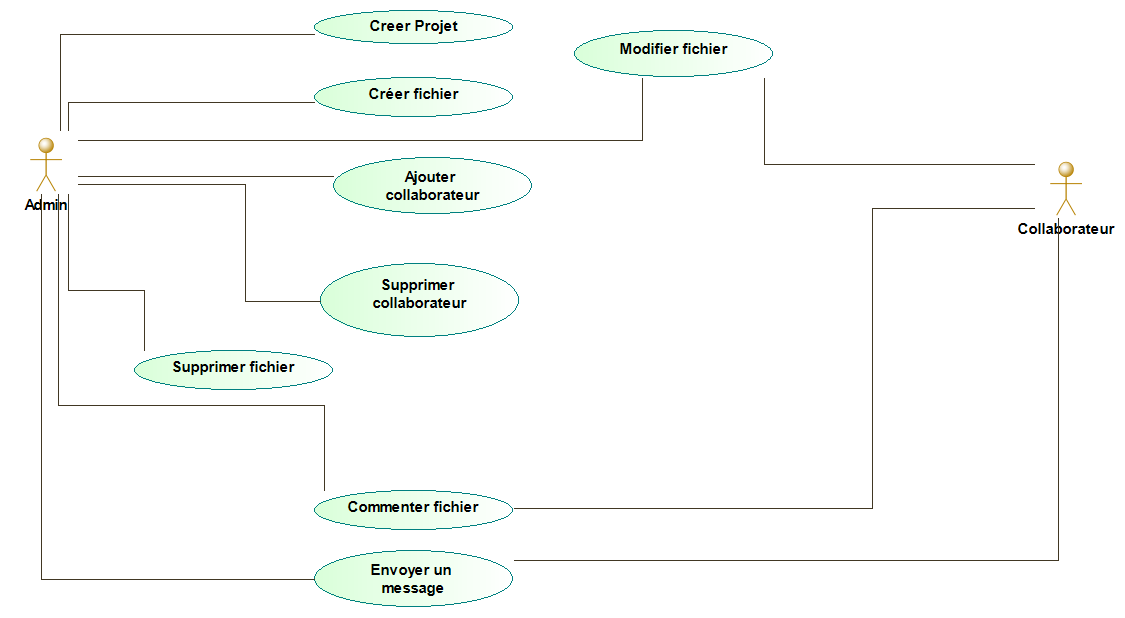 Creer Projet
Modifier fichier
Créer fichier
Ajouter
collaborateur
Admin
Collaborateur
Supprimer
collaborateur
Supprimer fichier
Commenter fichier
Envoyer un
message